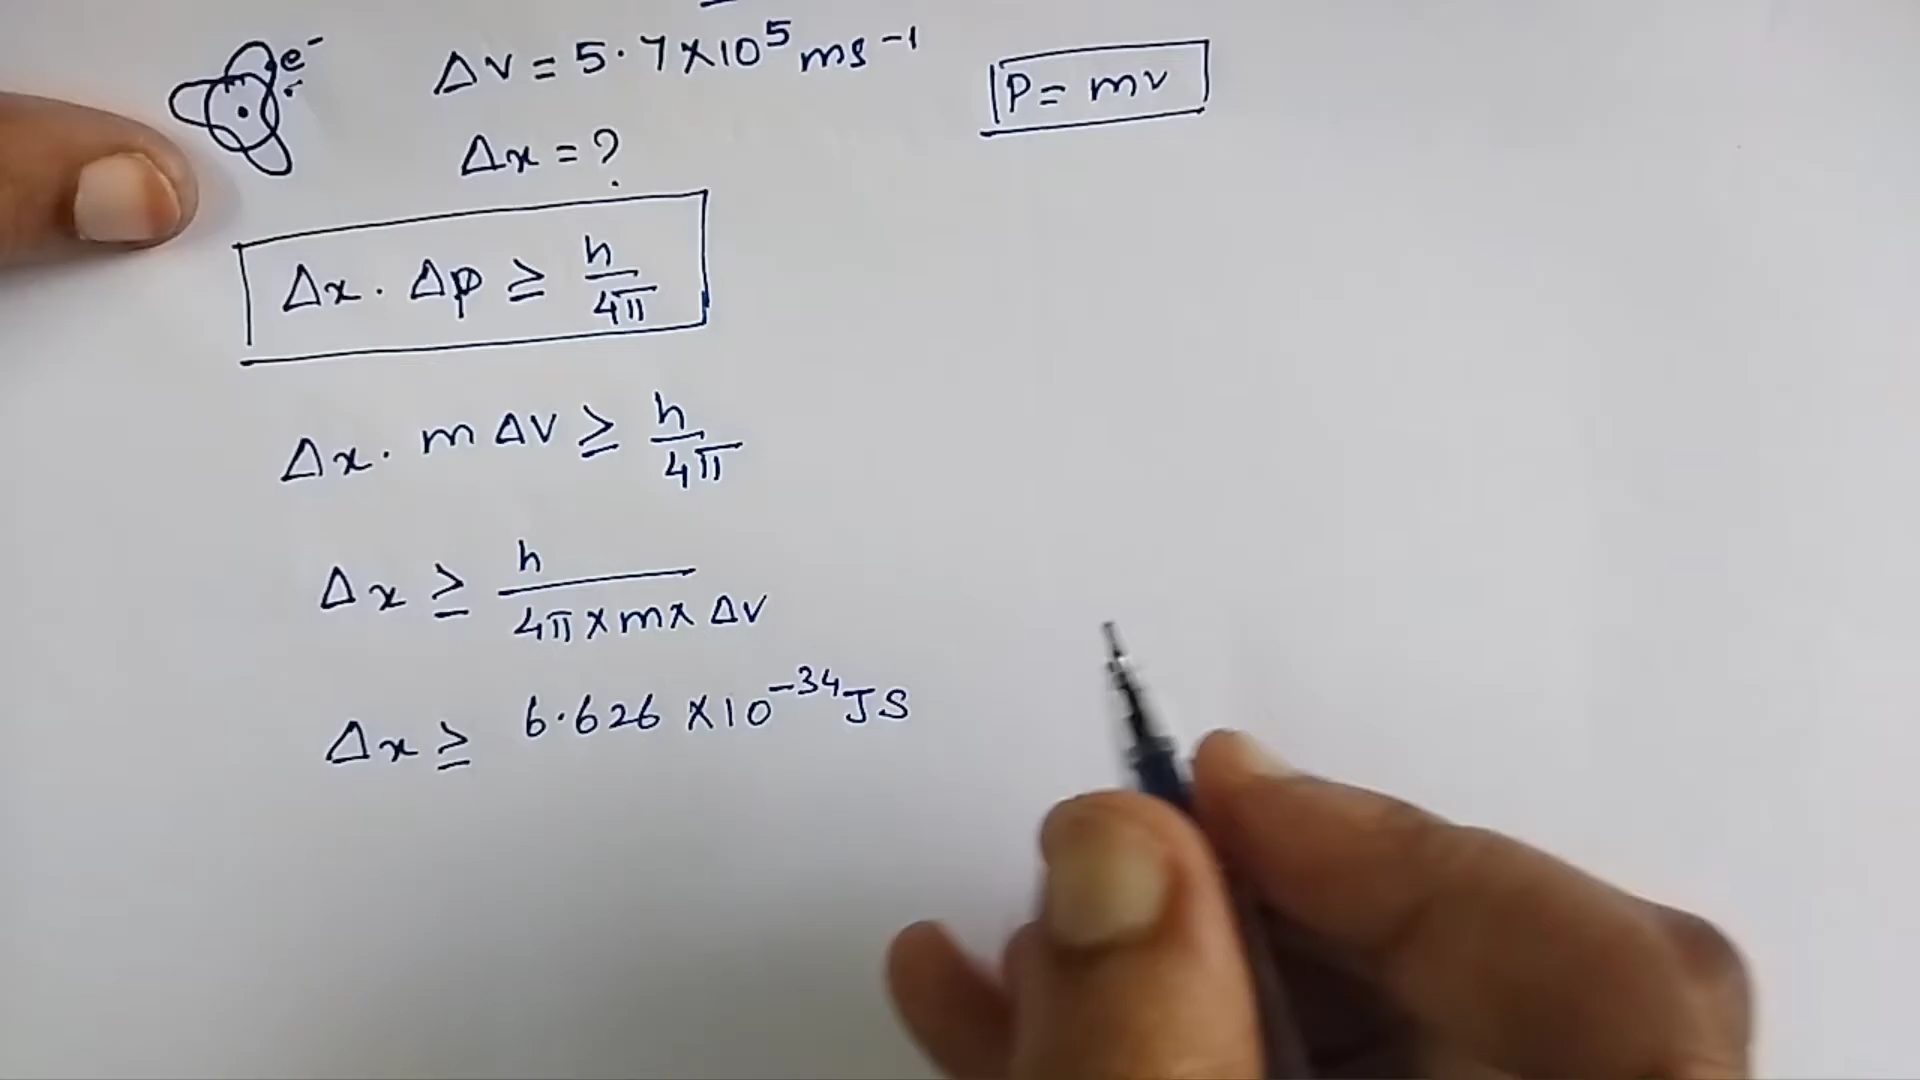 e⁻
Δv = 5.7×10⁵ ms⁻¹
P = mv
Δx = ?
Δx . Δp ≥ h/4π
Δx . m Δv ≥ h/4π
Δx ≥ h/4π × m × Δv
Δx ≥ 6.626 ×10⁻³⁴ JS